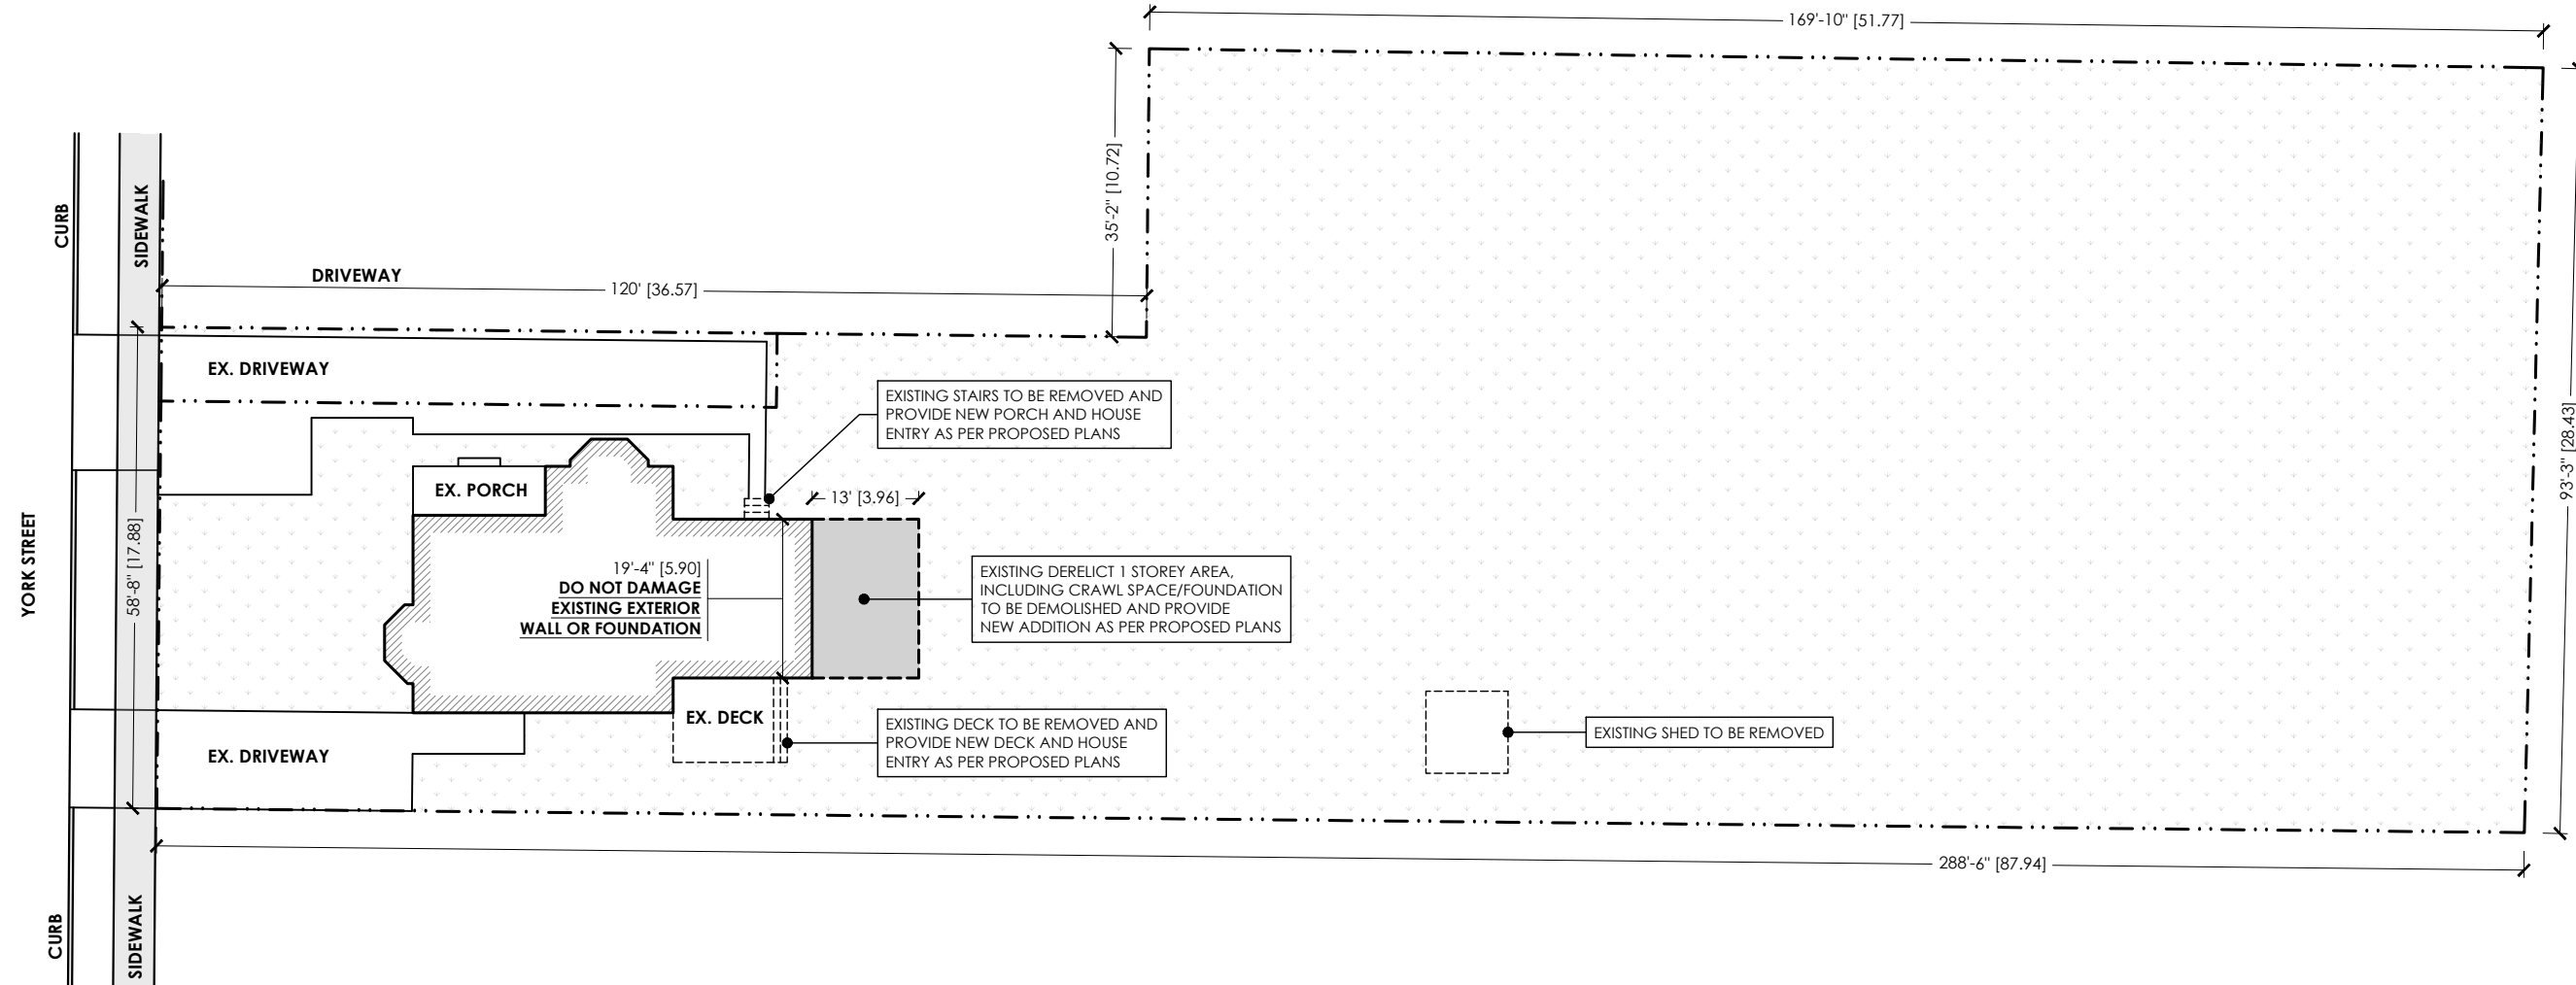 169'-10" [51.77]
35'-2" [10.72]
CURB
SIDEWALK
DRIVEWAY
120' [36.57]
EX. DRIVEWAY
EXISTING STAIRS TO BE REMOVED AND
PROVIDE NEW PORCH AND HOUSE
ENTRY AS PER PROPOSED PLANS
93'-3" [28.43]
EX. PORCH
13' [3.96]
YORK STREET
58'-8" [17.88]
19'-4" [5.90]
DO NOT DAMAGE
EXISTING EXTERIOR
WALL OR FOUNDATION
EXISTING DERELICT 1 STOREY AREA,
INCLUDING CRAWL SPACE/FOUNDATION
TO BE DEMOLISHED AND PROVIDE
NEW ADDITION AS PER PROPOSED PLANS
EX. DECK
EXISTING DECK TO BE REMOVED AND
PROVIDE NEW DECK AND HOUSE
ENTRY AS PER PROPOSED PLANS
EXISTING SHED TO BE REMOVED
EX. DRIVEWAY
288'-6" [87.94]
CURB
SIDEWALK